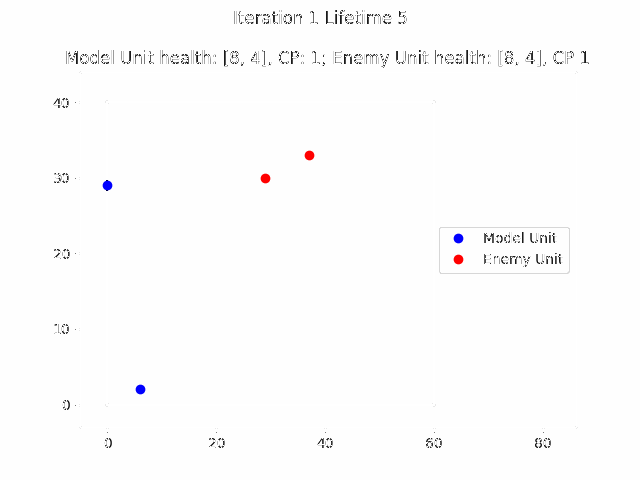 Iteration 1 Lifetime 5
Model Unit health: [8, 4], CP: 1; Enemy Unit health: [8, 4], CP 1
40
30
20
10
0
Model Unit
Enemy Unit
0 20 40 60 80